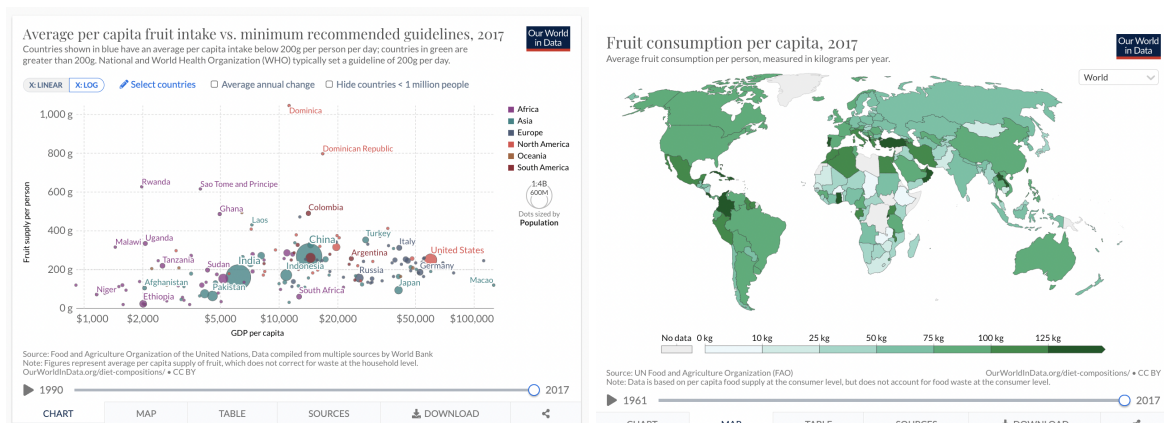 Average per capita fruit intake vs. minimum recommended guidelines, 2017
Countries shown in blue have an average per capita intake below 200g per person per day; countries in green are
greater than 200g. National and World Health Organization (WHO) typically set a guideline of 200g per day.
Our World
in Data
X: LINEAR
X: LOG
Select countries
Average annual change
Hide countries < 1 million people
Fruit supply per person
1,000 g
800 g
600 g
400 g
200 g
0 g
Dominica
Dominican Republic
Rwanda
Sao Tome and Principe
Ghana
Colombia
Laos
Turkey
Malawi
Uganda
China
Italy
United States
Tanzania
Sudan
India
Argentina
Indonesia
Russia
Germany
Niger
Afghanistan
Pakistan
Japan
Macao
Ethiopia
South Africa
$1,000
$2,000
$5,000
$10,000
$20,000
$50,000
$100,000
GDP per capita
Africa
Asia
Europe
North America
Oceania
South America
1.4B
600M
Dots sized by
Population
Source: Food and Agriculture Organization of the United Nations, Data compiled from multiple sources by World Bank
Note: Figures represent average per capita supply of fruit, which does not correct for waste at the household level.
OurWorldInData.org/diet-compositions/ • CC BY
1990
2017
CHART
MAP
TABLE
SOURCES
DOWNLOAD
Fruit consumption per capita, 2017
Average fruit consumption per person, measured in kilograms per year.
Our World
in Data
World
No data
0 kg
10 kg
25 kg
50 kg
75 kg
100 kg
125 kg
Source: UN Food and Agriculture Organization (FAO)
OurWorldInData.org/diet-compositions/ • CC BY
Note: Data is based on per capita food supply at the consumer level, but does not account for food waste at the consumer level.
1961
2017
CHART
MAP
TABLE
SOURCES
DOWNLOAD